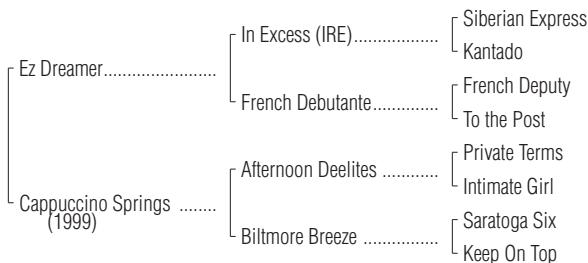 Siberian Express
In Excess (IRE)..................
Kantado
Ez Dreamer........................
French Deputy
French Debutante..............
To the Post
Private Terms
Afternoon Deelites ............
Intimate Girl
Cappuccino Springs ........
(1999)
Saratoga Six
Biltmore Breeze ................
Keep On Top